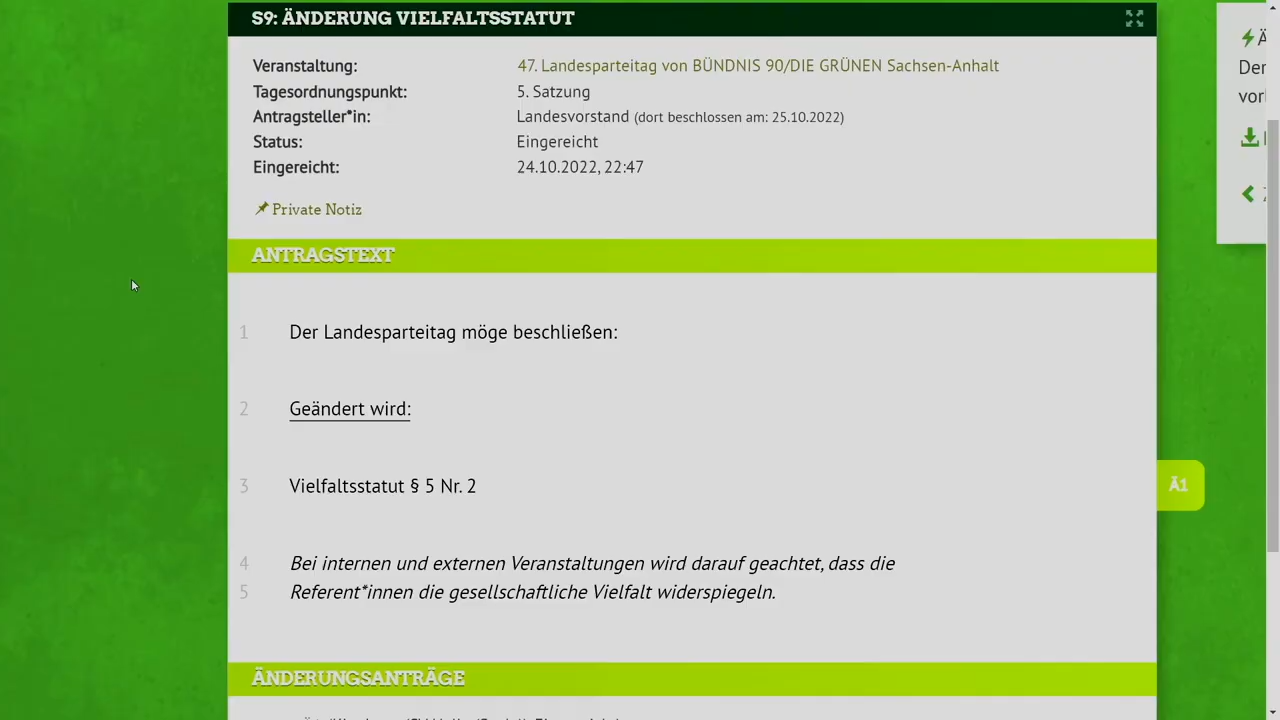 S9: ÄNDERUNG VIELFALTSSTATUT
Veranstaltung: 47. Landesparteitag von BÜNDNIS 90/DIE GRÜNEN Sachsen-Anhalt
Tagesordnungspunkt: 5. Satzung
Antragsteller*in: Landesvorstand (dort beschlossen am: 25.10.2022)
Status: Eingereicht
Eingereicht: 24.10.2022, 22:47
Private Notiz
ANTRAGSTEXT
1 Der Landesparteitag möge beschließen:
2 Geändert wird:
3 Vielfaltsstatut § 5 Nr. 2
Ä1
4 Bei internen und externen Veranstaltungen wird darauf geachtet, dass die
5 Referent*innen die gesellschaftliche Vielfalt widerspiegeln.
ÄNDERUNGSANTRÄGE